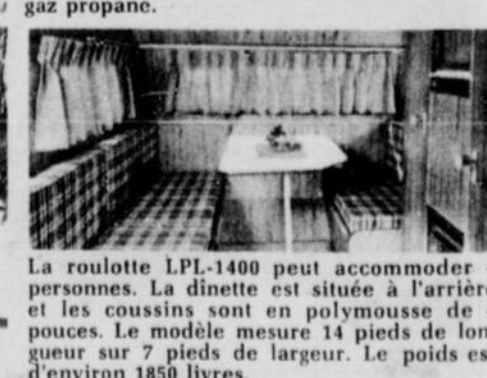 gaz propane.
La roulotte LPL-1400 peut accommoder
personnes. La dînette est située à l'arrière
et les coussins sont en polymousse de
pouces. Le modèle mesure 14 pieds de lon-
gueur sur 7 pieds de largeur. Le poids es
d'environ 1850 livres.